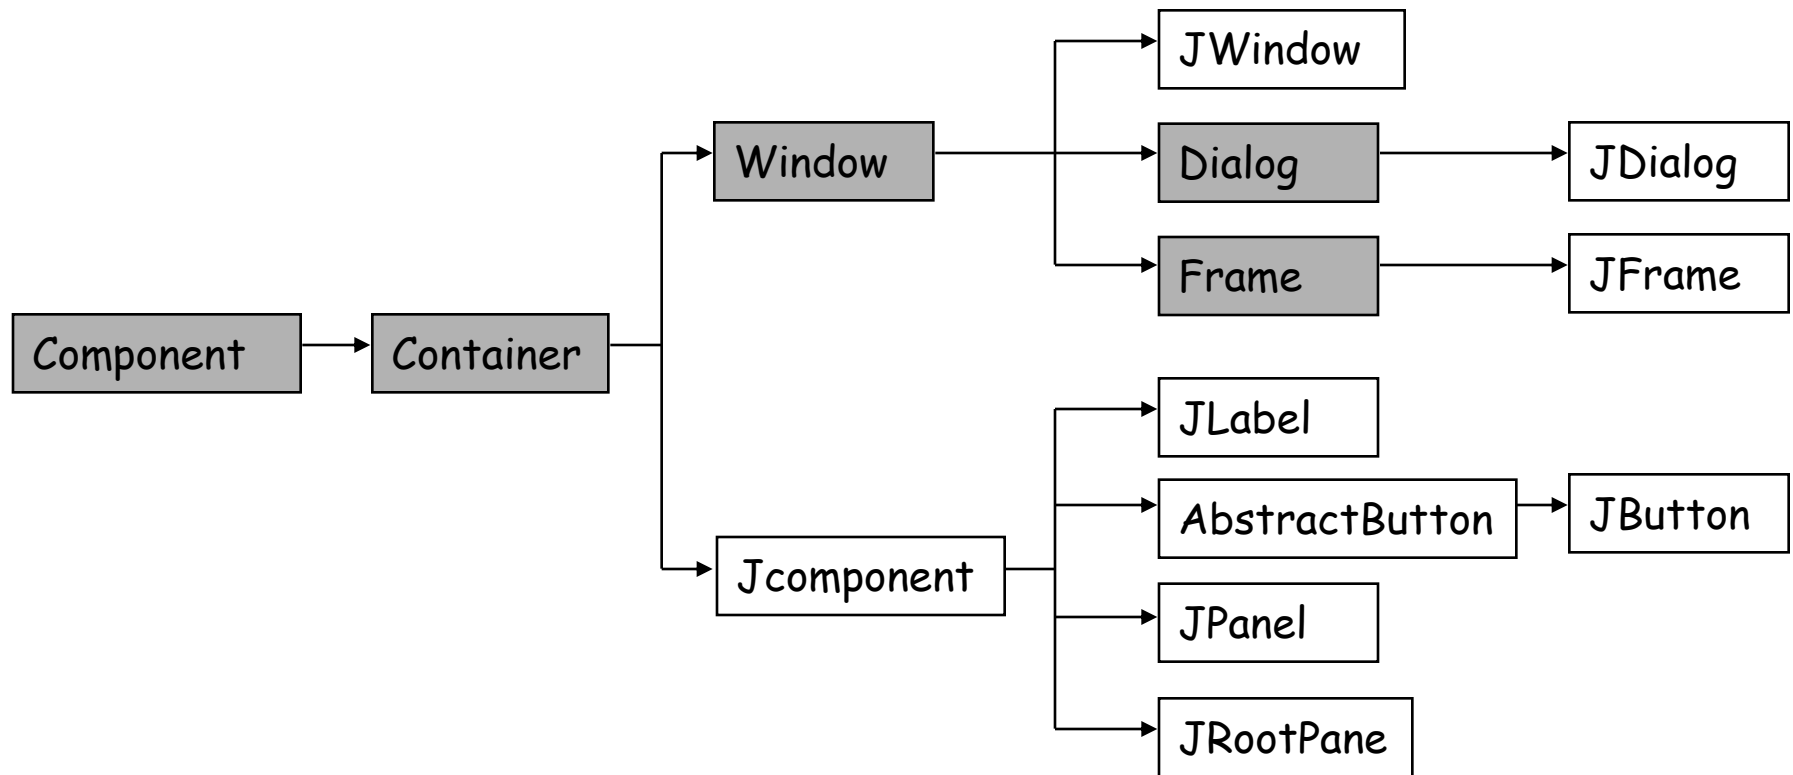 JWindow
Window
Dialog
JDialog
Frame
JFrame
Component
Container
JLabel
AbstractButton
JButton
Jcomponent
JPanel
JRootPane